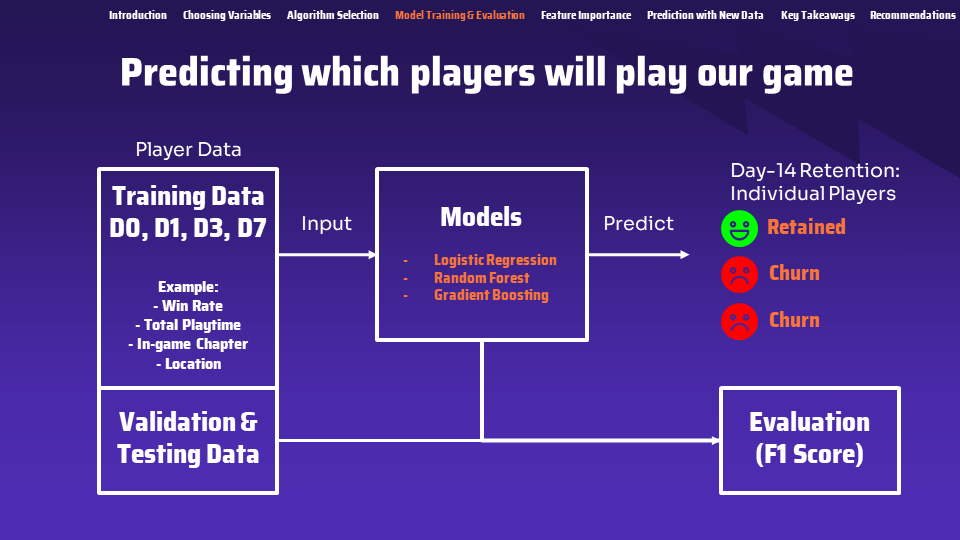 Introduction Choosing Variables Algorithm Selection Model Training & Evaluation Feature Importance Prediction with New Data Key Takeaways Recommendations
Predicting which players will play our game
Player Data
Training Data
D0, D1, D3, D7
Example:
- Win Rate
- Total Playtime
- In-game Chapter
- Location
Validation &
Testing Data
Input
Models
- Logistic Regression
- Random Forest
- Gradient Boosting
Predict
Day-14 Retention:
Individual Players
Retained
Churn
Churn
Evaluation
(F1 Score)